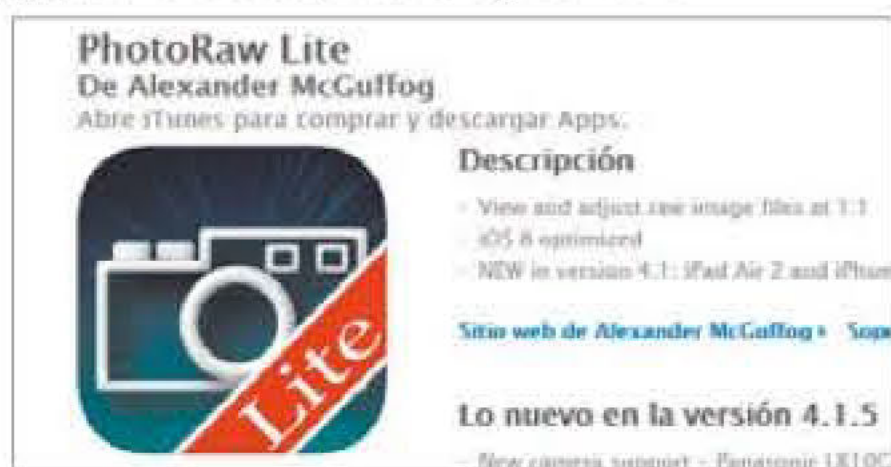 PhotoRaw Lite
De Alexander McGuffog
Abre iTunes para comprar y descargar Apps.
Descripción
- View and adjust raw image files at 1:1
- iOS 8 optimized
- NEW in version 4.1: iPad Air 2 and
Lite
Sitio web de Alexander McGuffog
Lo nuevo en la versión 4.1.5
- New camera support - Panasonic